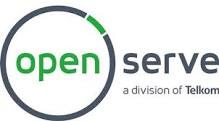 open serve
a division of Telkom